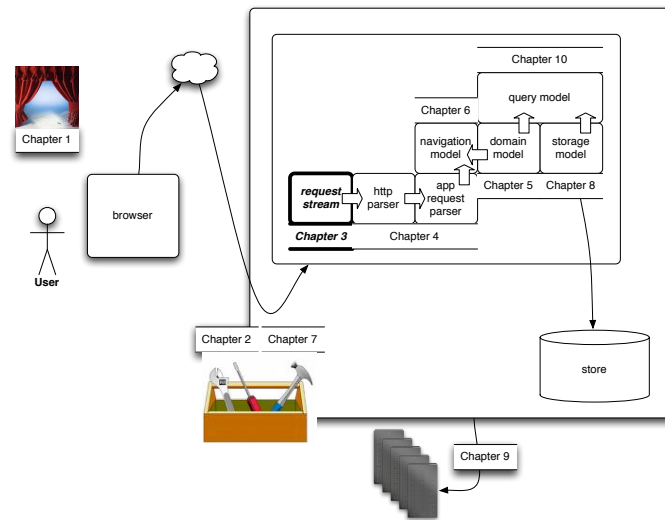 Chapter 10
query model
Chapter 6
navigation
model
domain
model
storage
model
Chapter 1
request
stream
http
parser
app
request
parser
Chapter 5
Chapter 8
browser
Chapter 3
Chapter 4
User
Chapter 2
Chapter 7
store
Chapter 9